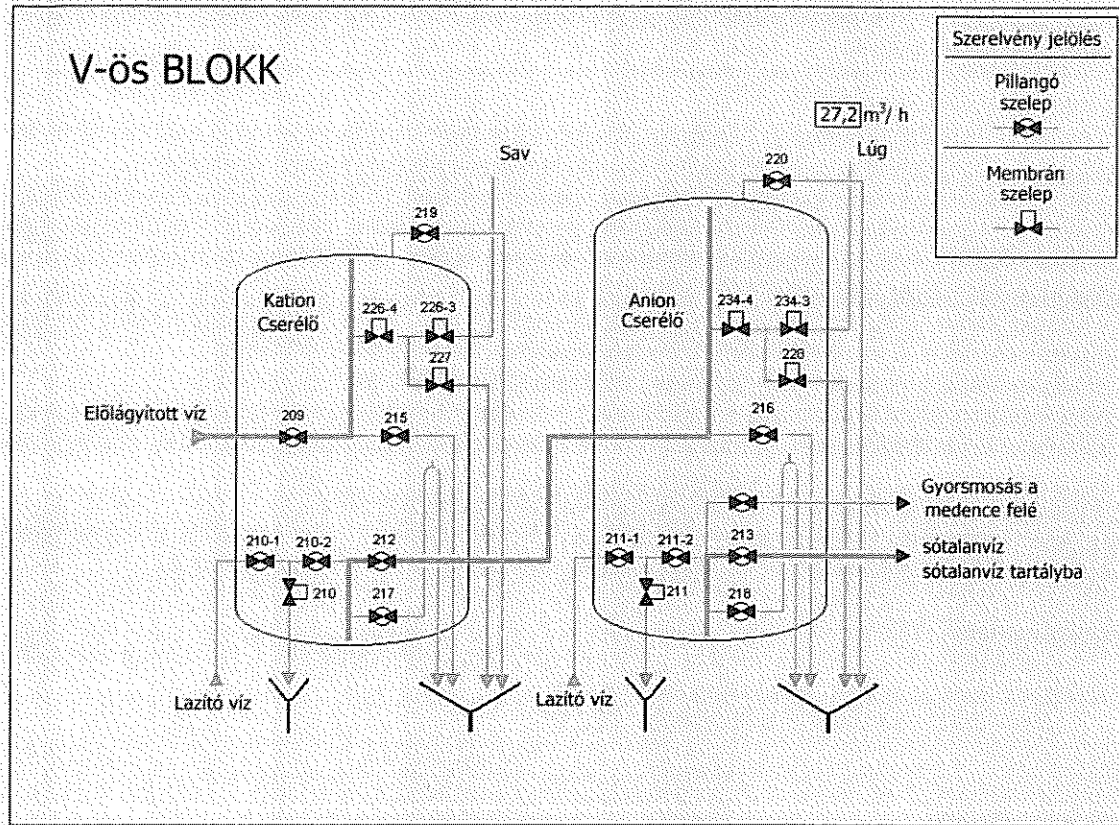 V-ös BLOKK
Szerelvény jelölés
Pillangó
szelep
Membrán
szelep
27,2 m³/ h
Lúg
Sav
220
219
Kation
Cserélő
226-4
226-3
227
Anion
Cserélő
234-4
234-3
228
Előlágyított víz
209
215
216
Gyorsmosás a
medence felé
210-1
210-2
212
211-1
211-2
213
sótalanvíz
sótalanvíz tartályba
210
217
211
218
Lazító víz
Lazító víz